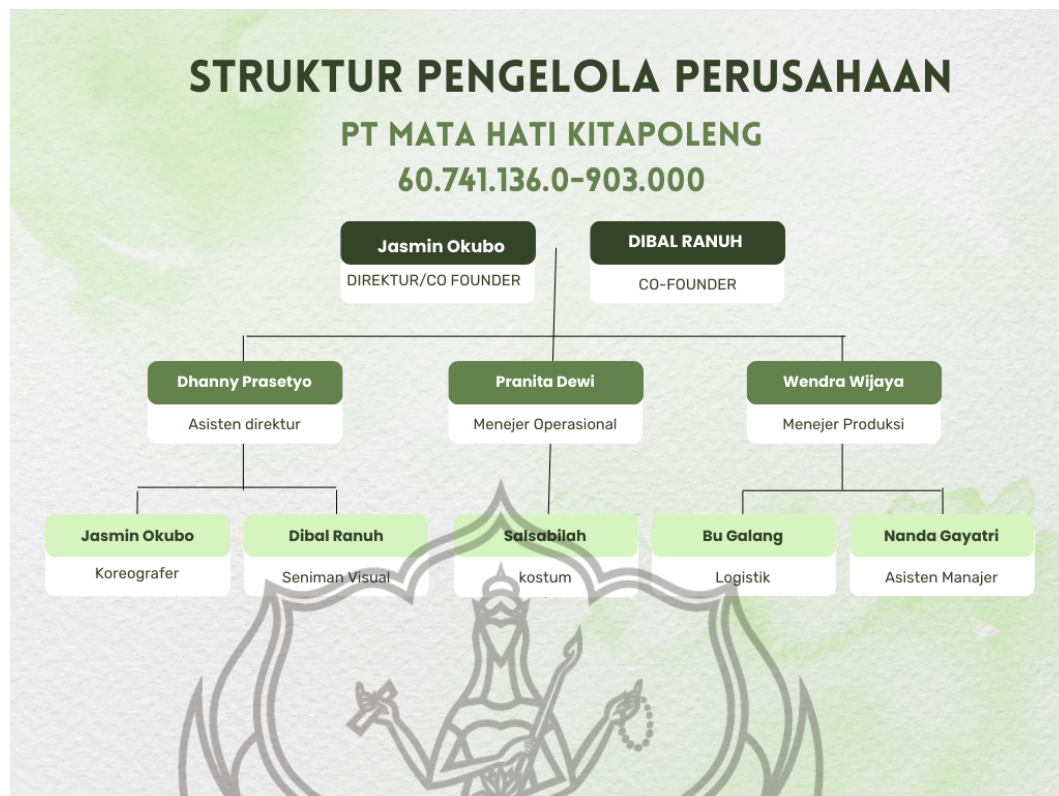 STRUKTUR PENGELOLA PERUSAHAAN
PT MATA HATI KITAPOLENG
60.741.136.0-903.000
Jasmin Okubo
DIREKTUR/CO FOUNDER
DIBAL RANUH
CO-FOUNDER
Dhanny Prasetyo
Asisten direktur
Pranita Dewi
Menejer Operasional
Wendra Wijaya
Menejer Produksi
Jasmin Okubo
Koreografer
Dibal Ranuh
Seniman Visual
Salsabilah
kostum
Bu Galang
Logistik
Nanda Gayatri
Asisten Manajer